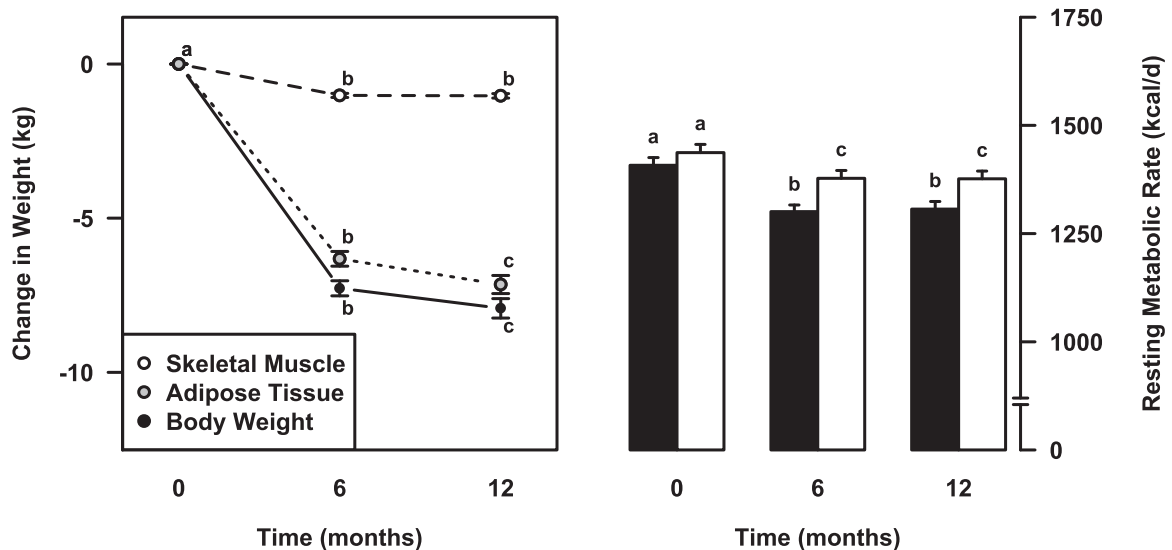 0
-5
-10
Change in Weight (kg)
a
b
b
b
c
b
c
Skeletal Muscle
Adipose Tissue
Body Weight
0 6 12
Time (months)
a a
b c
b c
0 6 12
Time (months)
1750
1500
1250
1000
0
Resting Metabolic Rate (kcal/d)